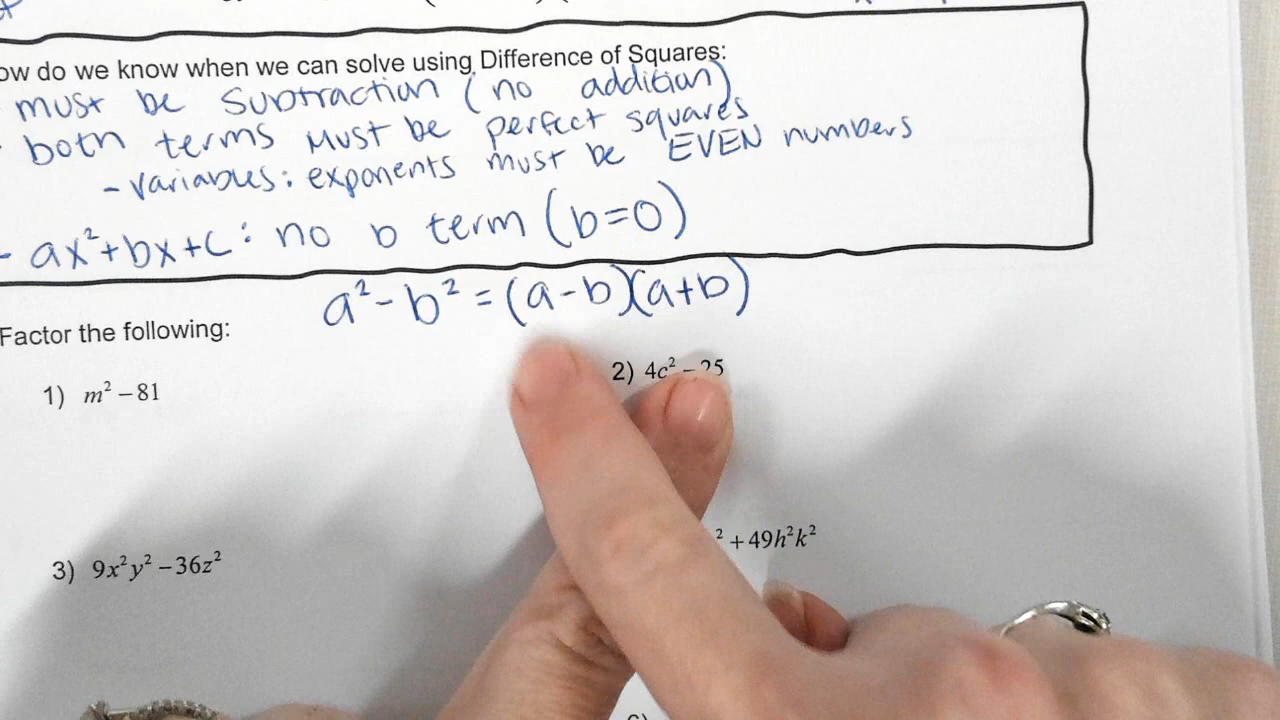 ow do we know when we can solve using Difference of Squares:
must be subtraction (no addition)
both terms must be perfect squares
- variables: exponents must be EVEN numbers
- ax²+bx+c: no b term (b=0)
a²-b² = (a-b)(a+b)
Factor the following:
1) m² – 81
2) 4c² – 25
3) 9x²y² – 36z²
² + 49h²k²